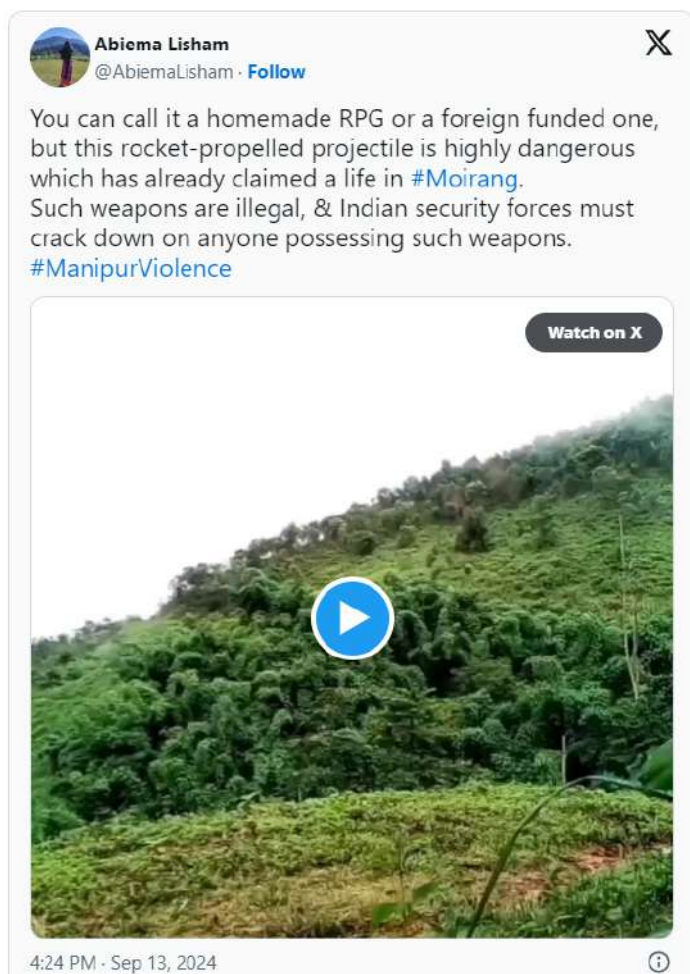 Abiema Lisham
@AbiemaLisham · Follow
You can call it a homemade RPG or a foreign funded one,
but this rocket-propelled projectile is highly dangerous
which has already claimed a life in #Moirang.
Such weapons are illegal, & Indian security forces must
crack down on anyone possessing such weapons.
#ManipurViolence
Watch on X
4:24 PM · Sep 13, 2024